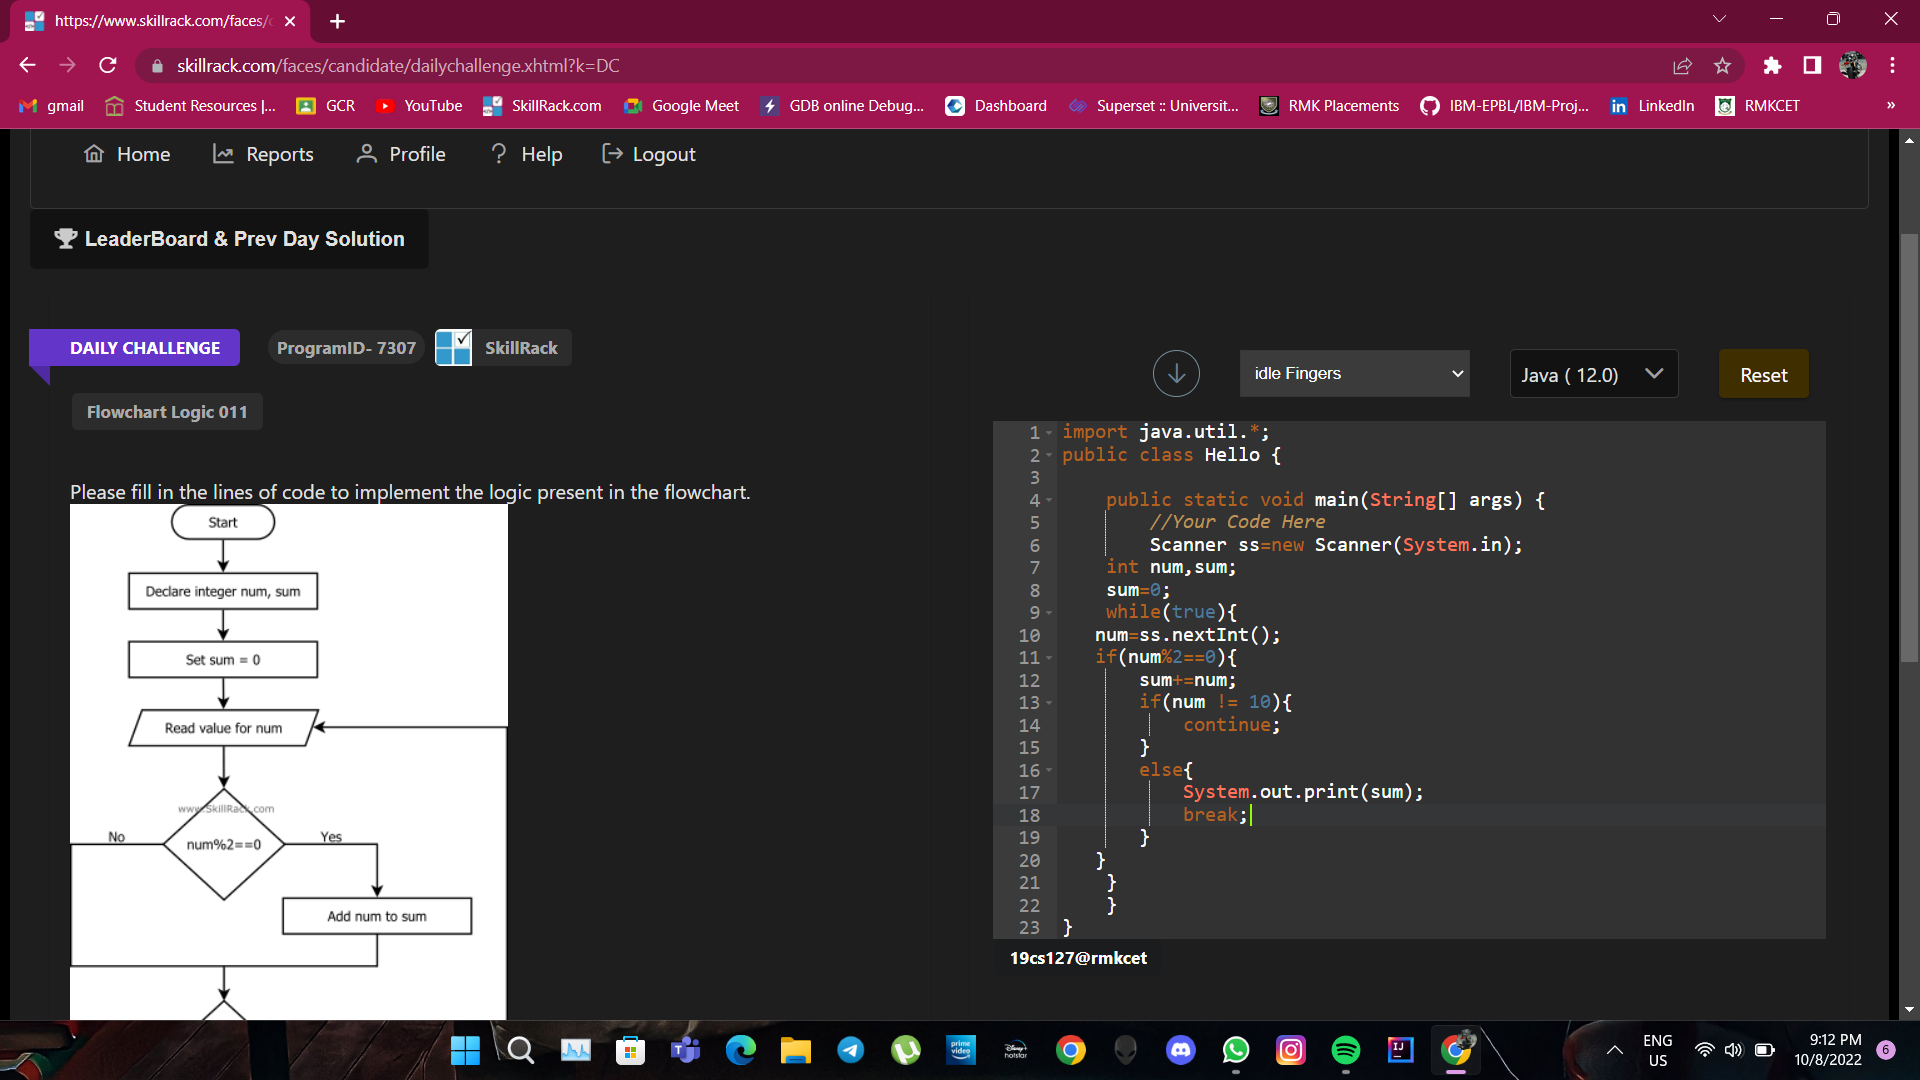 https://www.skillrack.com/faces/c
skillrack.com/faces/candidate/dailychallenge.xhtml?k=DC
gmail Student Resources |... GCR YouTube SkillRack.com Google Meet GDB online Debug... Dashboard Superset :: Universit... RMK Placements IBM-EPBL/IBM-Proj... LinkedIn RMKCET »
Home Reports Profile Help Logout
LeaderBoard & Prev Day Solution
DAILY CHALLENGE ProgramID- 7307 SkillRack
Flowchart Logic 011
Please fill in the lines of code to implement the logic present in the flowchart.
Start
Declare integer num, sum
Set sum = 0
Read value for num
www.SkillRack.com
No num%2==0 Yes
Add num to sum
idle Fingers Java ( 12.0) Reset
1 import java.util.*;
2 public class Hello {
3
4 public static void main(String[] args) {
5 //Your Code Here
6 Scanner ss=new Scanner(System.in);
7 int num,sum;
8 sum=0;
9 while(true){
10 num=ss.nextInt();
11 if(num%2==0){
12 sum+=num;
13 if(num != 10){
14 continue;
15 }
16 else{
17 System.out.print(sum);
18 break;
19 }
20 }
21 }
22 }
23 }
19cs127@rmkcet
prime video
Disney+ hotstar
IJ
ENG
US
9:12 PM
10/8/2022
6